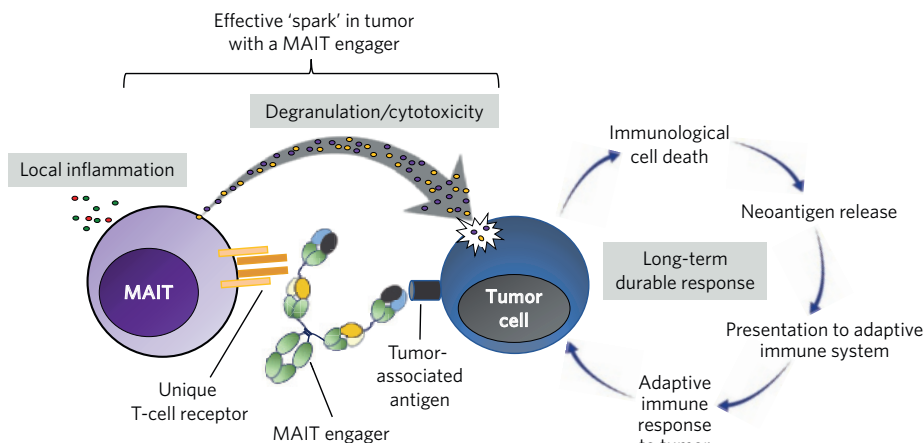 Effective ‘spark’ in tumor
with a MAIT engager
Degranulation/cytotoxicity
Local inflammation
MAIT
Unique
T-cell receptor
MAIT engager
Tumor-
associated
antigen
Tumor
cell
Immunological
cell death
Neoantigen release
Long-term
durable response
Presentation to adaptive
immune system
Adaptive
immune
response
to tumor